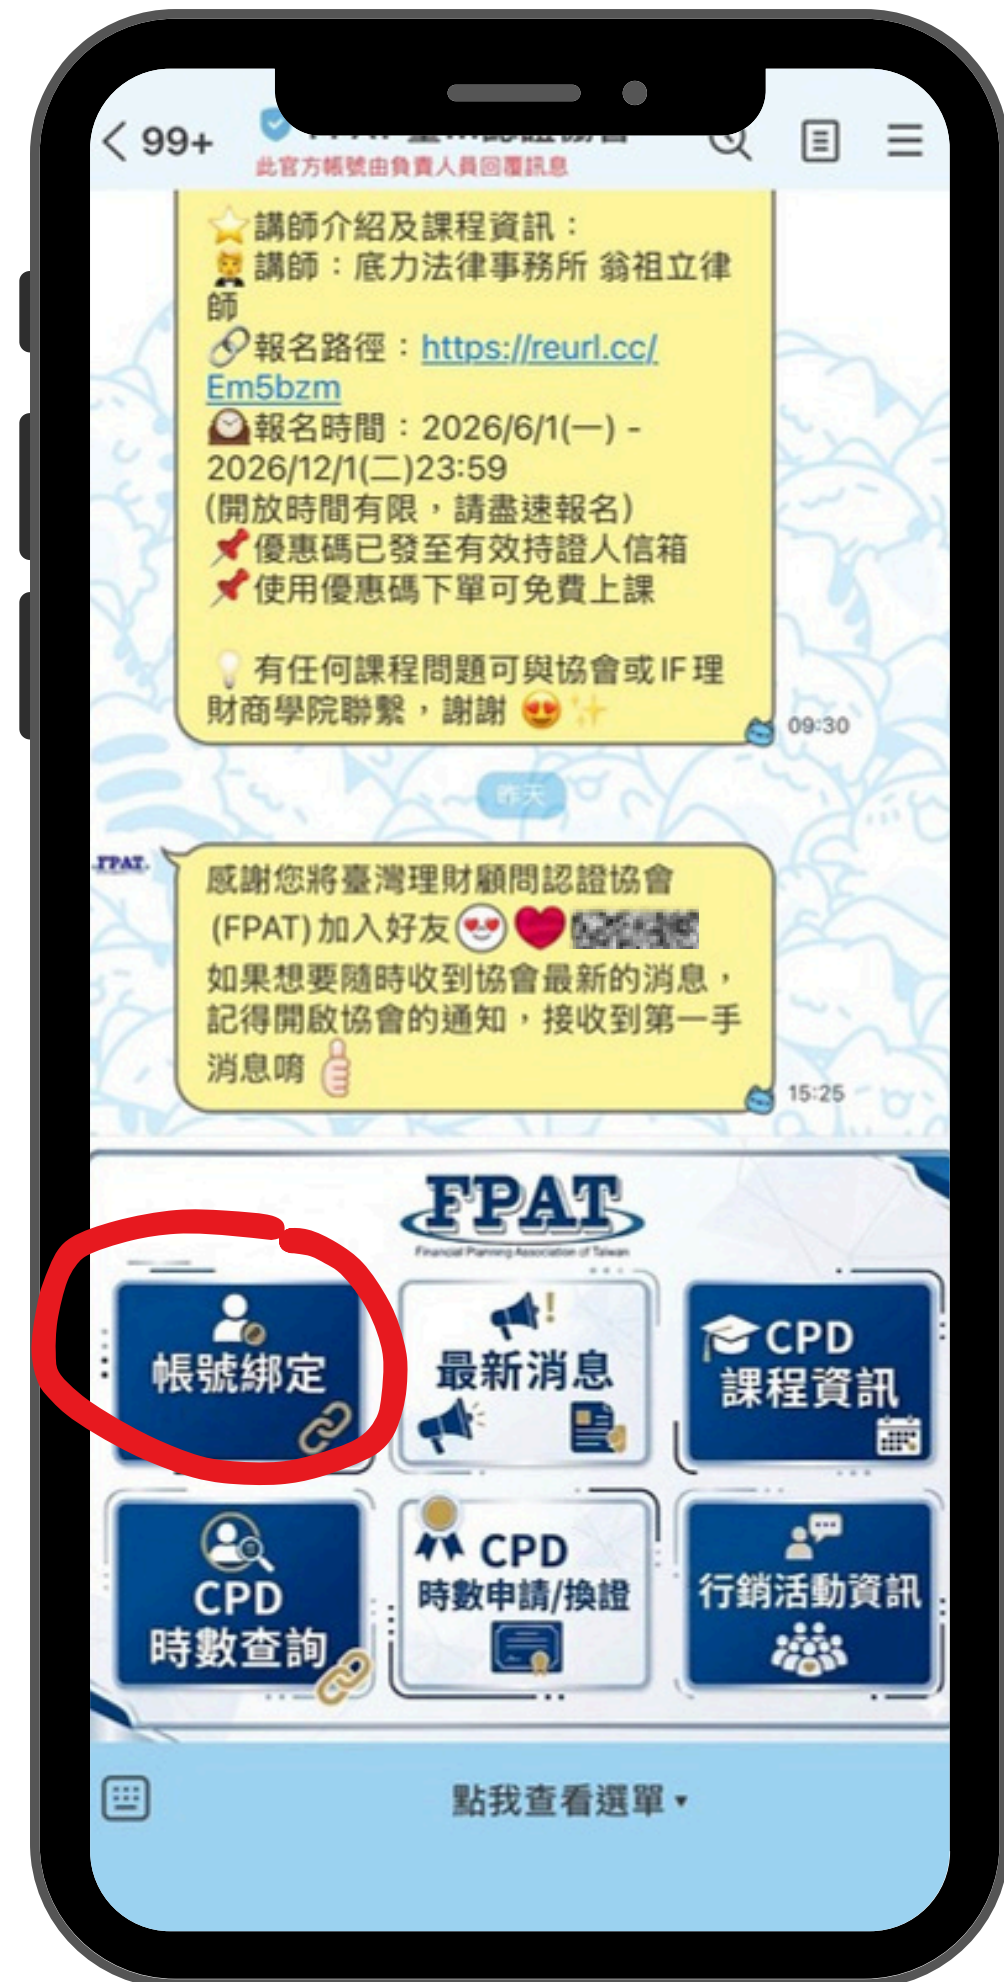 99+
此官方帳號由負責人員回覆訊息
講師介紹及課程資訊：
講師：底力法律事務所 翁祖立律
師
報名路徑：https://reurl.cc/
Em5bzm
報名時間：2026/6/1(一) -
2026/12/1(二)23:59
(開放時間有限，請盡速報名)
優惠碼已發至有效持證人信箱
使用優惠碼下單可免費上課
有任何課程問題可與協會或IF理
財商學院聯繫，謝謝
09:30
昨天
FPAT
感謝您將臺灣理財顧問認證協會
(FPAT)加入好友
如果想要隨時收到協會最新的消息，
記得開啟協會的通知，接收到第一手
消息唷
15:25
FPAT
Financial Planning Association of Taiwan
帳號綁定
最新消息
CPD
課程資訊
CPD
時數查詢
CPD
時數申請/換證
行銷活動資訊
點我查看選單